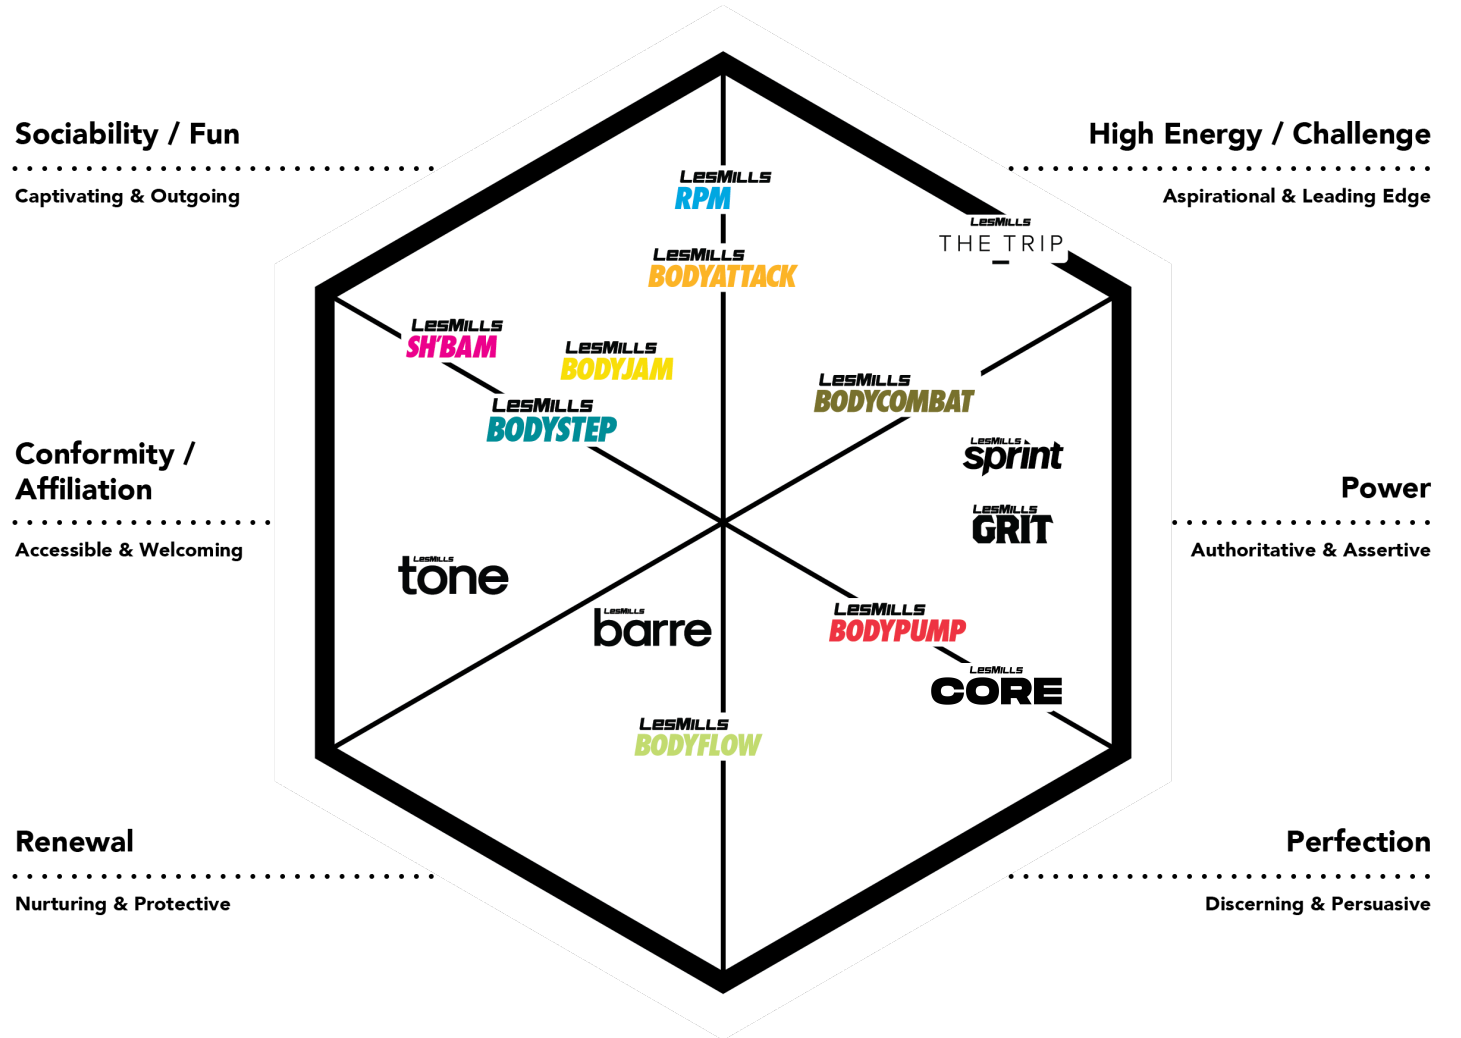 Sociability / Fun
Captivating & Outgoing
High Energy / Challenge
Aspirational & Leading Edge
LesMILLS
RPM
LesMILLS
THE TRIP
LesMILLS
BODYATTACK
LesMILLS
SH'BAM
LesMILLS
BODYJAM
LesMILLS
BODYCOMBAT
LesMILLS
BODYSTEP
Conformity /
Affiliation
Accessible & Welcoming
LesMILLS
sprint
Power
Authoritative & Assertive
LesMILLS
GRIT
LesMILLS
tone
LesMILLS
barre
LesMILLS
BODYPUMP
LesMILLS
CORE
LesMILLS
BODYFLOW
Renewal
Nurturing & Protective
Perfection
Discerning & Persuasive